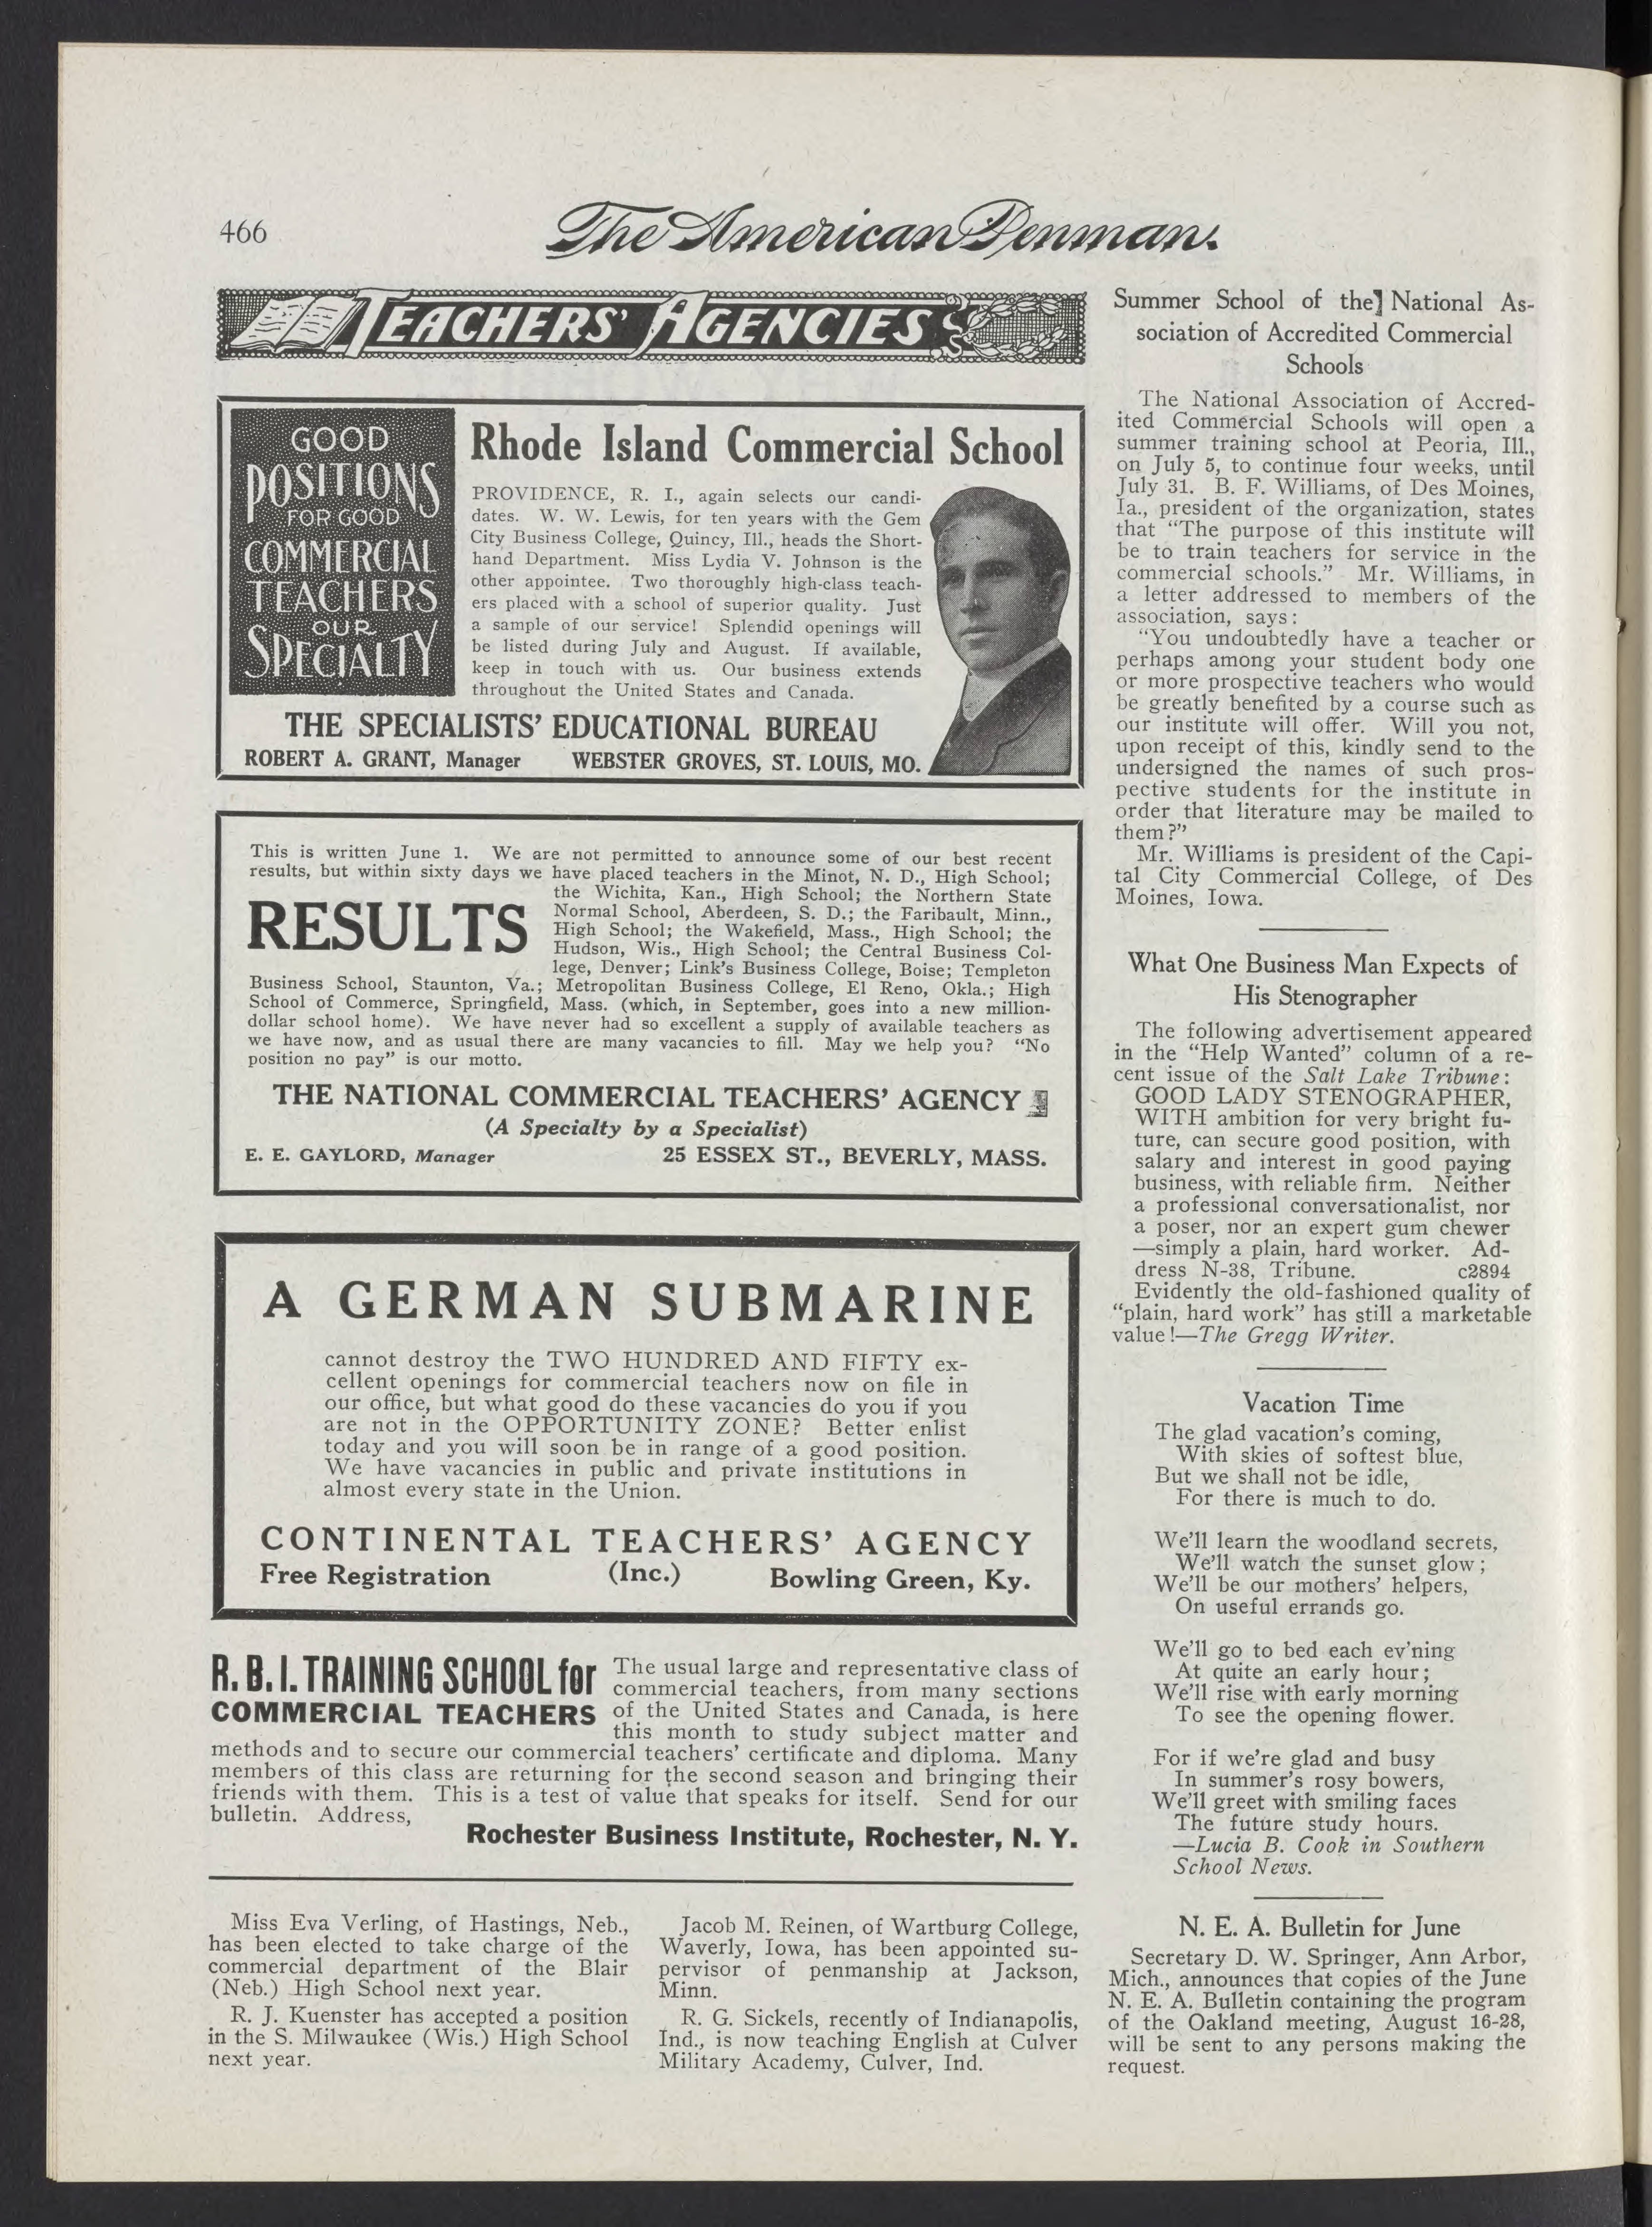 466
The American Penman.
TEACHERS' AGENCIES
GOOD
POSITIONS
FOR GOOD
COMMERCIAL
TEACHERS
OUR
SPECIALTY
Rhode Island Commercial School
PROVIDENCE, R. I., again selects our candi-
dates. W. W. Lewis, for ten years with the Gem
City Business College, Quincy, Ill., heads the Short-
hand Department. Miss Lydia V. Johnson is the
other appointee. Two thoroughly high-class teach-
ers placed with a school of superior quality. Just
a sample of our service! Splendid openings will
be listed during July and August. If available,
keep in touch with us. Our business extends
throughout the United States and Canada.
THE SPECIALISTS' EDUCATIONAL BUREAU
ROBERT A. GRANT, Manager WEBSTER GROVES, ST. LOUIS, MO.
This is written June 1. We are not permitted to announce some of our best recent
results, but within sixty days we have placed teachers in the Minot, N. D., High School;
the Wichita, Kan., High School; the Northern State
RESULTS
Normal School, Aberdeen, S. D.; the Faribault, Minn.,
High School; the Wakefield, Mass., High School; the
Hudson, Wis., High School; the Central Business Col-
lege, Denver; Link's Business College, Boise; Templeton
Business School, Staunton, Va.; Metropolitan Business College, El Reno, Okla.; High
School of Commerce, Springfield, Mass. (which, in September, goes into a new million-
dollar school home). We have never had so excellent a supply of available teachers as
we have now, and as usual there are many vacancies to fill. May we help you? "No
position no pay" is our motto.
THE NATIONAL COMMERCIAL TEACHERS' AGENCY
(A Specialty by a Specialist)
E. E. GAYLORD, Manager 25 ESSEX ST., BEVERLY, MASS.
A GERMAN SUBMARINE
cannot destroy the TWO HUNDRED AND FIFTY ex-
cellent openings for commercial teachers now on file in
our office, but what good do these vacancies do you if you
are not in the OPPORTUNITY ZONE? Better enlist
today and you will soon be in range of a good position.
We have vacancies in public and private institutions in
almost every state in the Union.
CONTINENTAL TEACHERS' AGENCY
Free Registration (Inc.) Bowling Green, Ky.
R. B. I. TRAINING SCHOOL for
COMMERCIAL TEACHERS
The usual large and representative class of
commercial teachers, from many sections
of the United States and Canada, is here
this month to study subject matter and
methods and to secure our commercial teachers' certificate and diploma. Many
members of this class are returning for the second season and bringing their
friends with them. This is a test of value that speaks for itself. Send for our
bulletin. Address,
Rochester Business Institute, Rochester, N. Y.
Miss Eva Verling, of Hastings, Neb.,
has been elected to take charge of the
commercial department of the Blair
(Neb.) High School next year.
R. J. Kuenster has accepted a position
in the S. Milwaukee (Wis.) High School
next year.
Jacob M. Reinen, of Wartburg College,
Waverly, Iowa, has been appointed su-
pervisor of penmanship at Jackson,
Minn.
R. G. Sickels, recently of Indianapolis,
Ind., is now teaching English at Culver
Military Academy, Culver, Ind.
Summer School of the] National As-
sociation of Accredited Commercial
Schools
The National Association of Accred-
ited Commercial Schools will open a
summer training school at Peoria, Ill.,
on July 5, to continue four weeks, until
July 31. B. F. Williams, of Des Moines,
Ia., president of the organization, states
that "The purpose of this institute will
be to train teachers for service in the
commercial schools." Mr. Williams, in
a letter addressed to members of the
association, says:
"You undoubtedly have a teacher or
perhaps among your student body one
or more prospective teachers who would
be greatly benefited by a course such as
our institute will offer. Will you not,
upon receipt of this, kindly send to the
undersigned the names of such pros-
pective students for the institute in
order that literature may be mailed to
them?"
Mr. Williams is president of the Capi-
tal City Commercial College, of Des
Moines, Iowa.
What One Business Man Expects of
His Stenographer
The following advertisement appeared
in the "Help Wanted" column of a re-
cent issue of the Salt Lake Tribune:
GOOD LADY STENOGRAPHER,
WITH ambition for very bright fu-
ture, can secure good position, with
salary and interest in good paying
business, with reliable firm. Neither
a professional conversationalist, nor
a poser, nor an expert gum chewer
—simply a plain, hard worker. Ad-
dress N-38, Tribune. c2894
Evidently the old-fashioned quality of
"plain, hard work" has still a marketable
value!—The Gregg Writer.
Vacation Time
The glad vacation's coming,
With skies of softest blue,
But we shall not be idle,
For there is much to do.
We'll learn the woodland secrets,
We'll watch the sunset glow;
We'll be our mothers' helpers,
On useful errands go.
We'll go to bed each ev'ning
At quite an early hour;
We'll rise with early morning
To see the opening flower.
For if we're glad and busy
In summer's rosy bowers,
We'll greet with smiling faces
The future study hours.
—Lucia B. Cook in Southern
School News.
N. E. A. Bulletin for June
Secretary D. W. Springer, Ann Arbor,
Mich., announces that copies of the June
N. E. A. Bulletin containing the program
of the Oakland meeting, August 16-28,
will be sent to any persons making the
request.